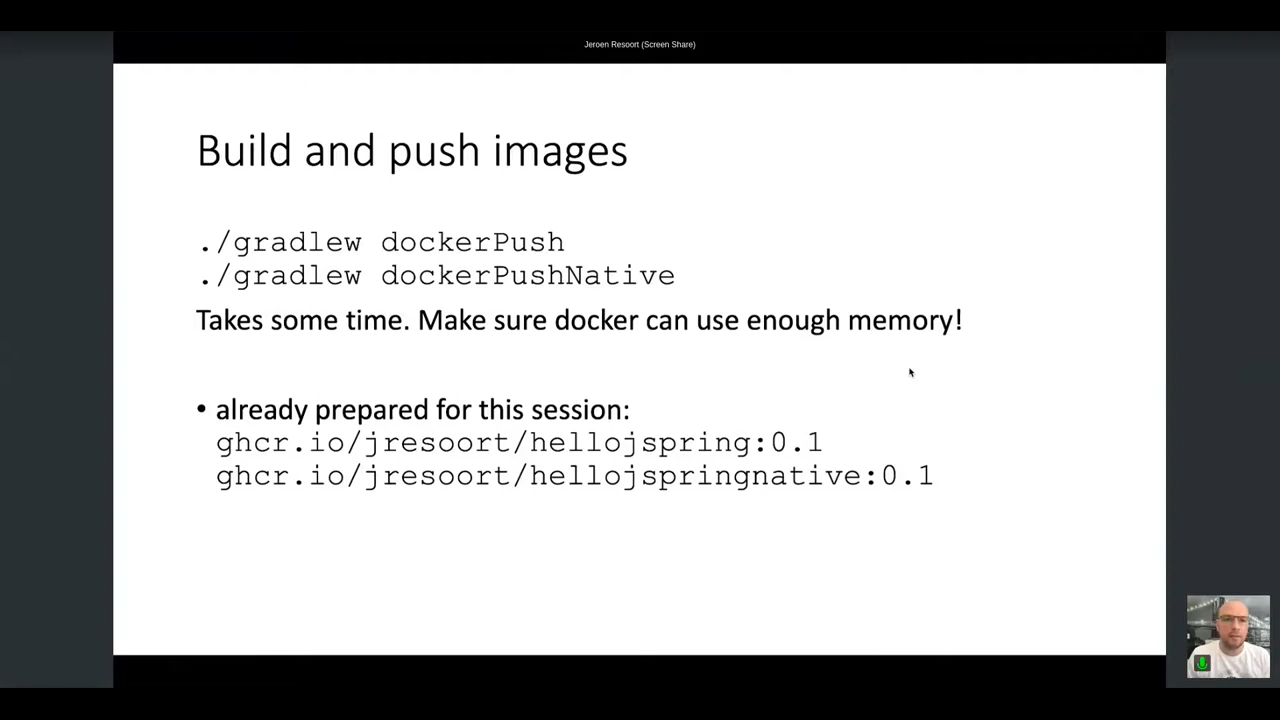 Jeroen Resoort (Screen Share)
Build and push images
./gradlew dockerPush
./gradlew dockerPushNative
Takes some time. Make sure docker can use enough memory!
• already prepared for this session:
ghcr.io/jresoort/hellojspring:0.1
ghcr.io/jresoort/hellojspringnative:0.1